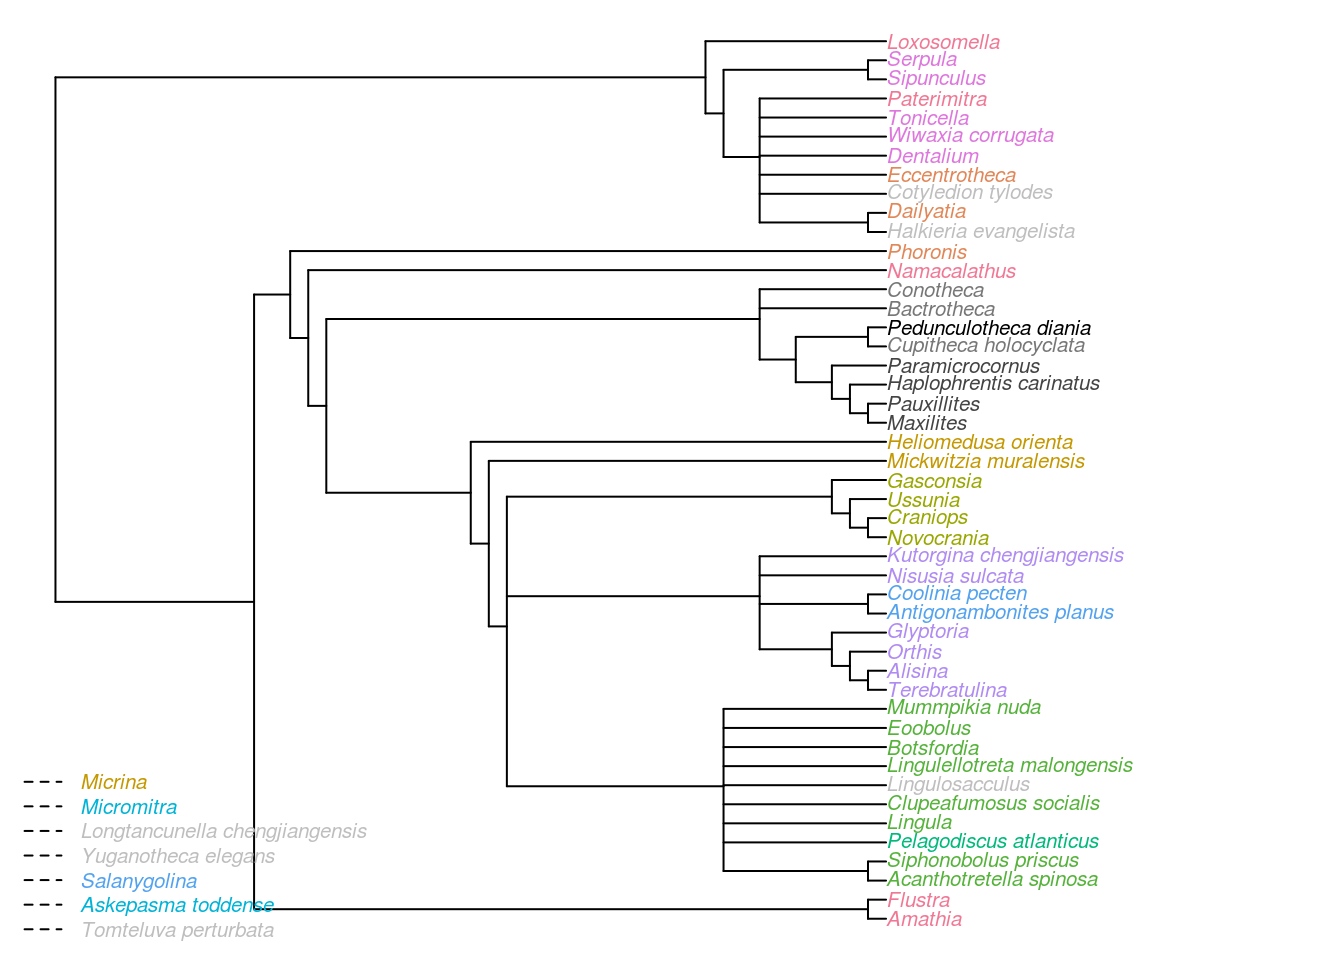 Loxosomella
Serpula
Sipunculus
Paterimitra
Tonicella
Wiwaxia corrugata
Dentalium
Eccentrotheca
Cotyledion tylodes
Dailyatia
Halkieria evangelista
Phoronis
Namacalathus
Conotheca
Bactrotheca
Pedunculotheca diania
Cupitheca holocyclata
Paramicrocornus
Haplophrentis carinatus
Pauxillites
Maxilites
Heliomedusa orienta
Mickwitzia muralensis
Gasconsia
Ussunia
Craniops
Novocrania
Kutorgina chengjiangensis
Nisusia sulcata
Coolinia pecten
Antigonambonites planus
Glyptoria
Orthis
Alisina
Terebratulina
Mummpikia nuda
Eoobolus
Botsfordia
Lingulellotreta malongensis
Lingulosacculus
Clupeafumosus socialis
Lingula
Pelagodiscus atlanticus
Siphonobolus priscus
Acanthotretella spinosa
Flustra
Amathia
Micrina
Micromitra
Longtancunella chengjiangensis
Yuganotheca elegans
Salanygolina
Askepasma toddense
Tomteluva perturbata